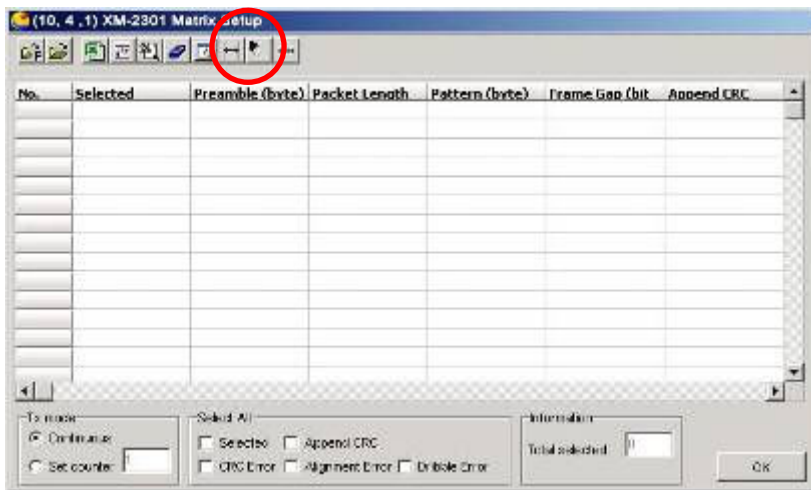 (10, 4 ,1) XM-2301 Matrix Setup
No. Selected Preamble (byte) Packet Length Pattern (byte) Frame Gap (bit Append CRC
Tx mode
Continuous
Set counter 1
Select All
Selected Append CRC
CRC Error Alignment Error Dribble Error
Information
Total selected 0
OK